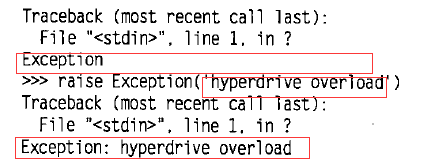 Traceback (most recent call last):
File "<stdin>". line 1. in ?
Exception
>>> raise Exception('hyperdrive overload')
Traceback (most recent call last):
File "<stdin>". line 1. in ?
Exception: hyperdrive overload